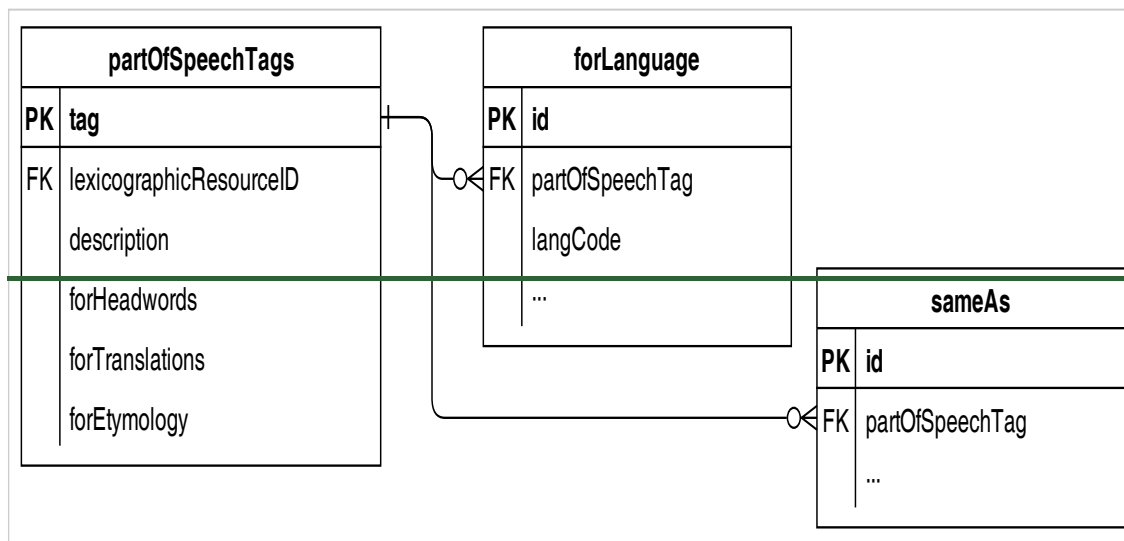 partOfSpeechTags
PK tag
FK lexicographicResourceID
description
forHeadwords
forTranslations
forEtymology
forLanguage
PK id
FK partOfSpeechTag
langCode
...
sameAs
PK id
FK partOfSpeechTag
...